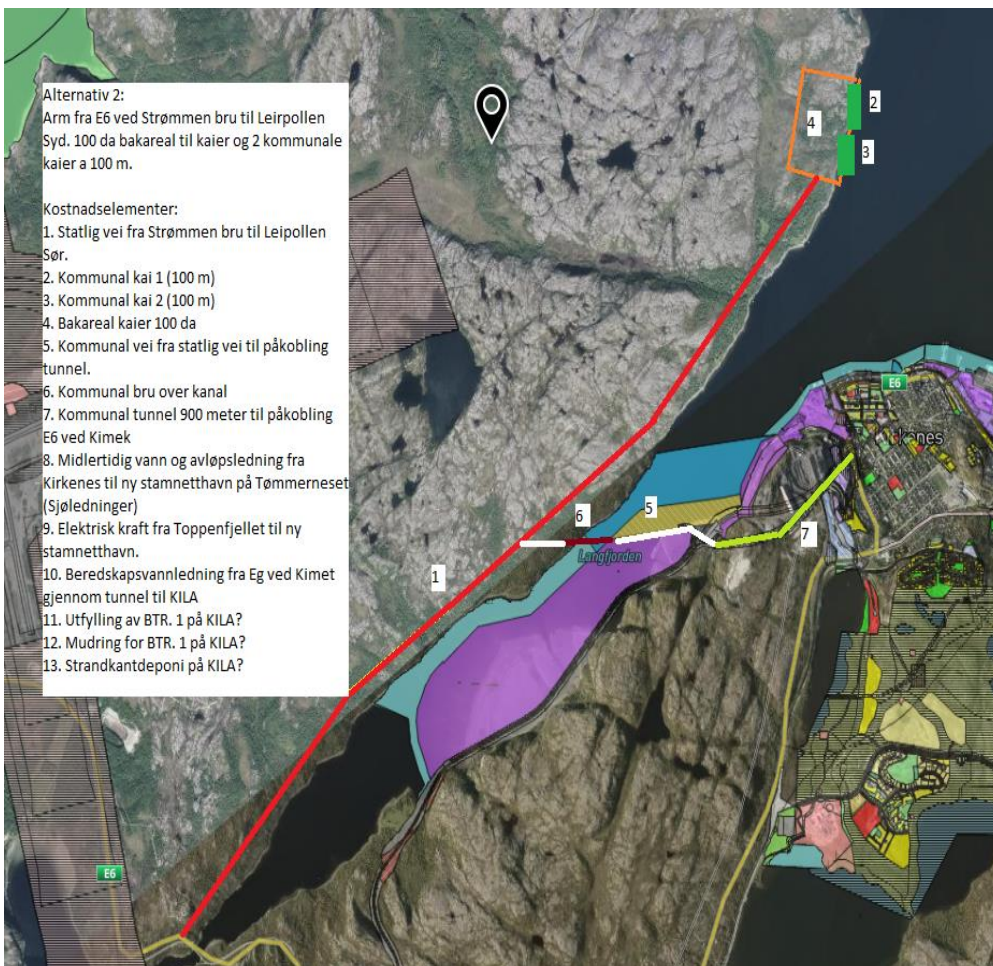 Alternativ 2:
Arm fra E6 ved Strømmen bru til Leirpollen
Syd. 100 da bakareal til kaier og 2 kommunale
kaier a 100 m.
Kostnadselementer:
1. Statlig vei fra Strømmen bru til Leipollen
Sør.
2. Kommunal kai 1 (100 m)
3. Kommunal kai 2 (100 m)
4. Bakareal kaier 100 da
5. Kommunal vei fra statlig vei til påkobling
tunnel.
6. Kommunal bru over kanal
7. Kommunal tunnel 900 meter til påkobling
E6 ved Kimek
8. Midlertidig vann og avløpsledning fra
Kirkenes til ny stamnetthavn på Tømmerneset
(Sjøledninger)
9. Elektrisk kraft fra Toppenfjellet til ny
stamnetthavn.
10. Beredskapsvannledning fra Eg ved Kimet
gjennom tunnel til KILA
11. Utfylling av BTR. 1 på KILA?
12. Mudring for BTR. 1 på KILA?
13. Strandkantdeponi på KILA?
2
4
3
E6
kenes
6
5
7
Langfjorden
1
E6